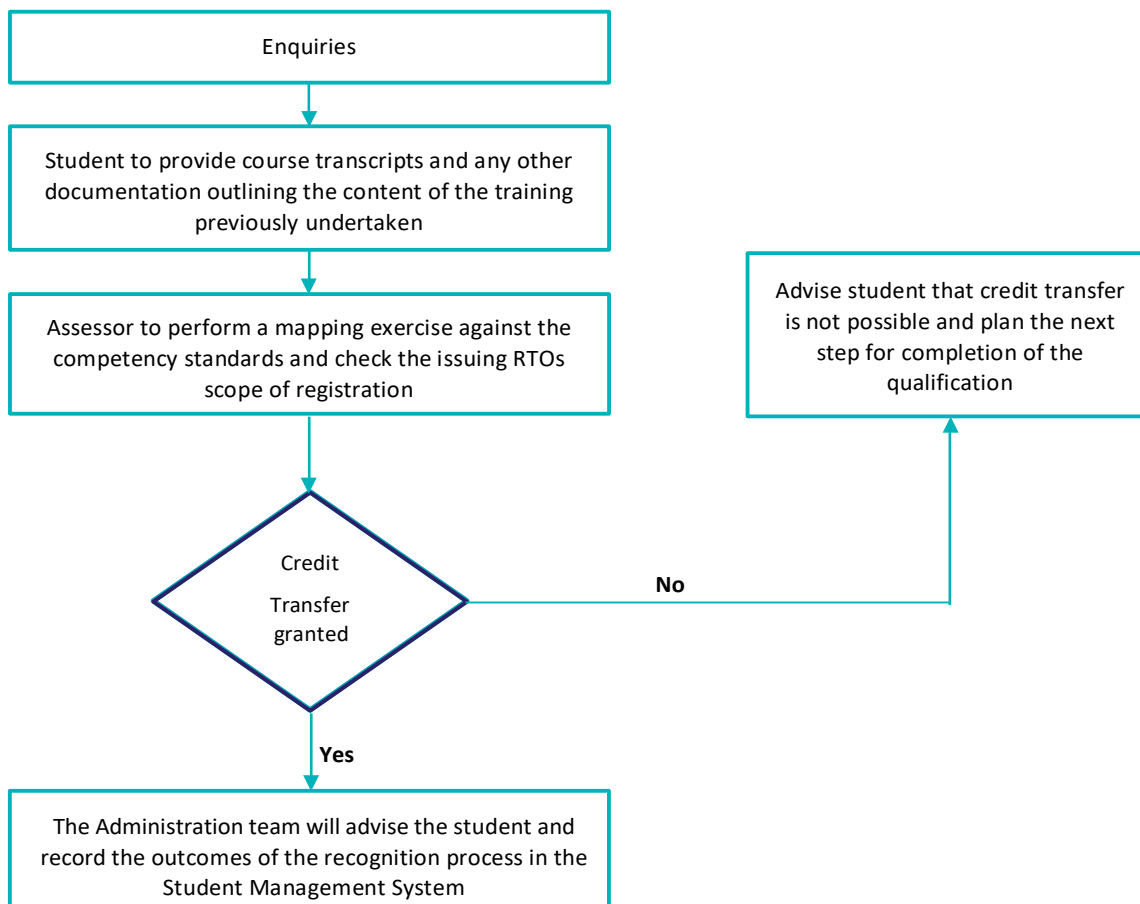 Enquiries
Student to provide course transcripts and any other
documentation outlining the content of the training
previously undertaken
Assessor to perform a mapping exercise against the
competency standards and check the issuing RTOs
scope of registration
Advise student that credit transfer
is not possible and plan the next
step for completion of the
qualification
Credit
Transfer
granted
No
Yes
The Administration team will advise the student and
record the outcomes of the recognition process in the
Student Management System